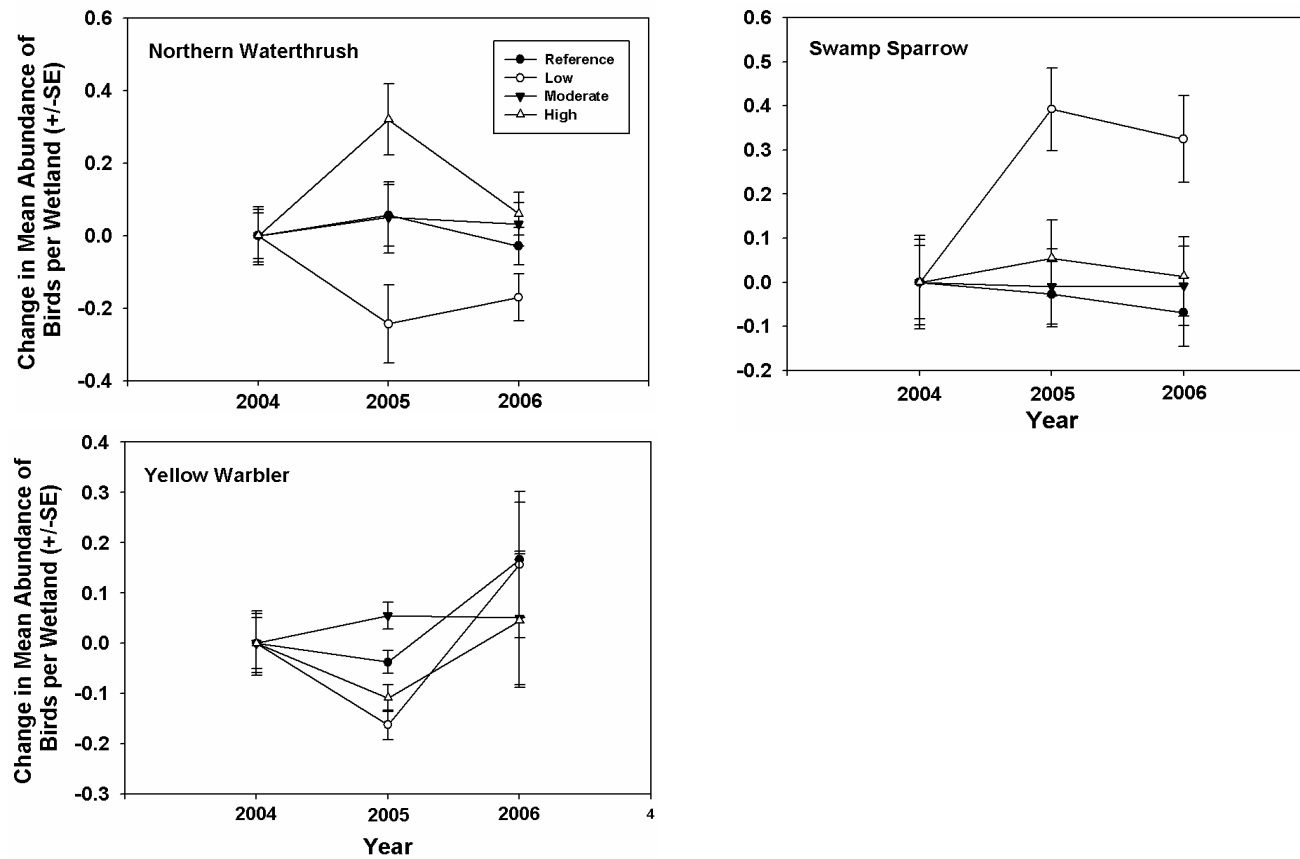 Northern Waterthrush
Reference
Low
Moderate
High
Change in Mean Abundance of
Birds per Wetland (+/-SE)
0.6
0.4
0.2
0.0
-0.2
-0.4
2004
2005
2006
4
Swamp Sparrow
0.6
0.5
0.4
0.3
0.2
0.1
0.0
-0.1
-0.2
2004
2005
2006
Year
Yellow Warbler
Change in Mean Abundance of
Birds per Wetland (+/-SE)
0.4
0.3
0.2
0.1
0.0
-0.1
-0.2
-0.3
2004
2005
2006
4
Year